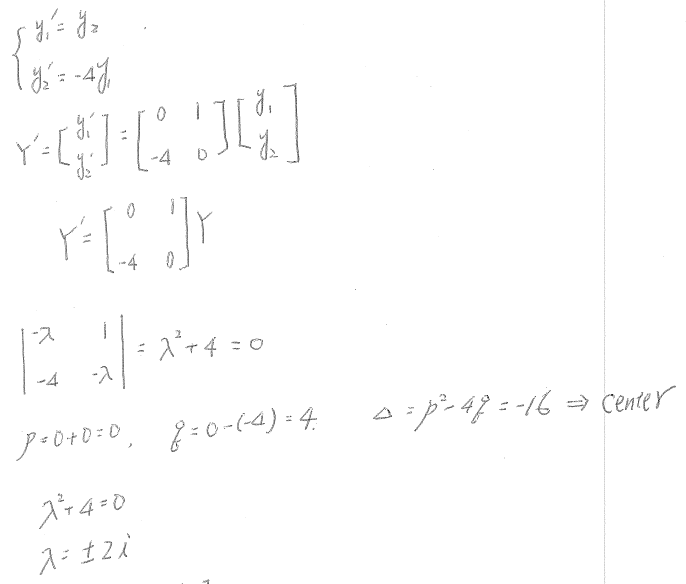 { y₁' = y₂
y₂' = -4y₁
Y' = [ y₁' y₂' ] = [ 0 1 -4 0 ] [ y₁ y₂ ]
Y' = [ 0 1 -4 0 ] Y
| -λ 1 -4 -λ | = λ² + 4 = 0
p = 0 + 0 = 0, q = 0 - (-4) = 4. Δ = p² - 4q = -16 ⇒ center
λ² + 4 = 0
λ = ± 2i